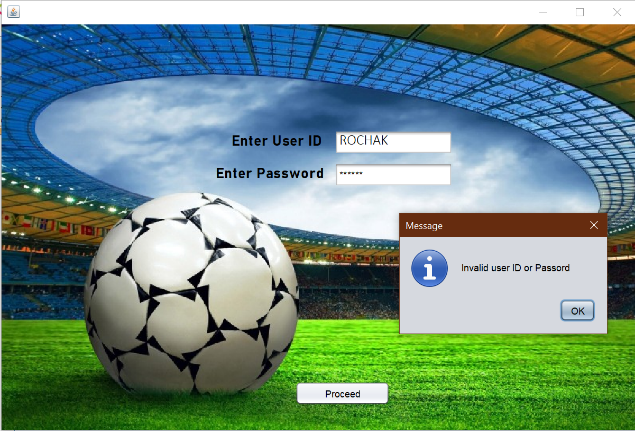 Enter User ID ROCHAK
Enter Password ******
Message
Invalid user ID or Passord
OK
Proceed